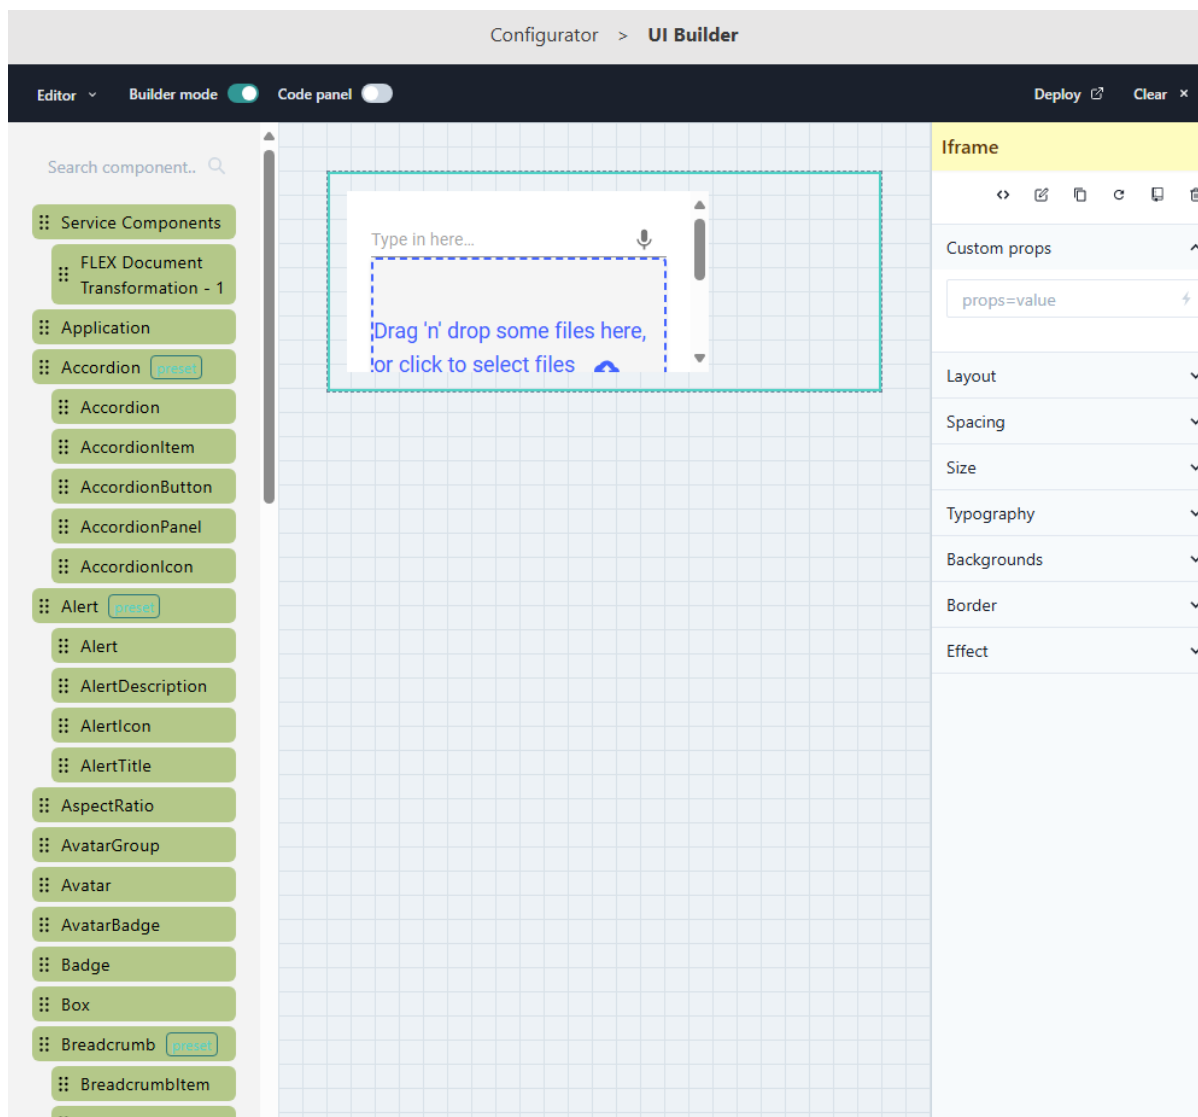 Configurator > UI Builder
Editor Builder mode Code panel Deploy Clear ×
Search component..
Service Components
FLEX Document
Transformation - 1
Application
Accordion preset
Accordion
AccordionItem
AccordionButton
AccordionPanel
AccordionIcon
Alert preset
Alert
AlertDescription
AlertIcon
AlertTitle
AspectRatio
AvatarGroup
Avatar
AvatarBadge
Badge
Box
Breadcrumb preset
BreadcrumbItem
Type in here...
Drag 'n' drop some files here,
or click to select files
Iframe
Custom props
props=value
Layout
Spacing
Size
Typography
Backgrounds
Border
Effect